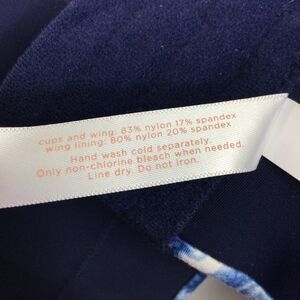 cups and wing: 83% nylon 17% spandex
wing lining: 80% nylon 20% spandex
Hand wash cold separately.
Only non-chlorine bleach when needed.
Line dry. Do not iron.